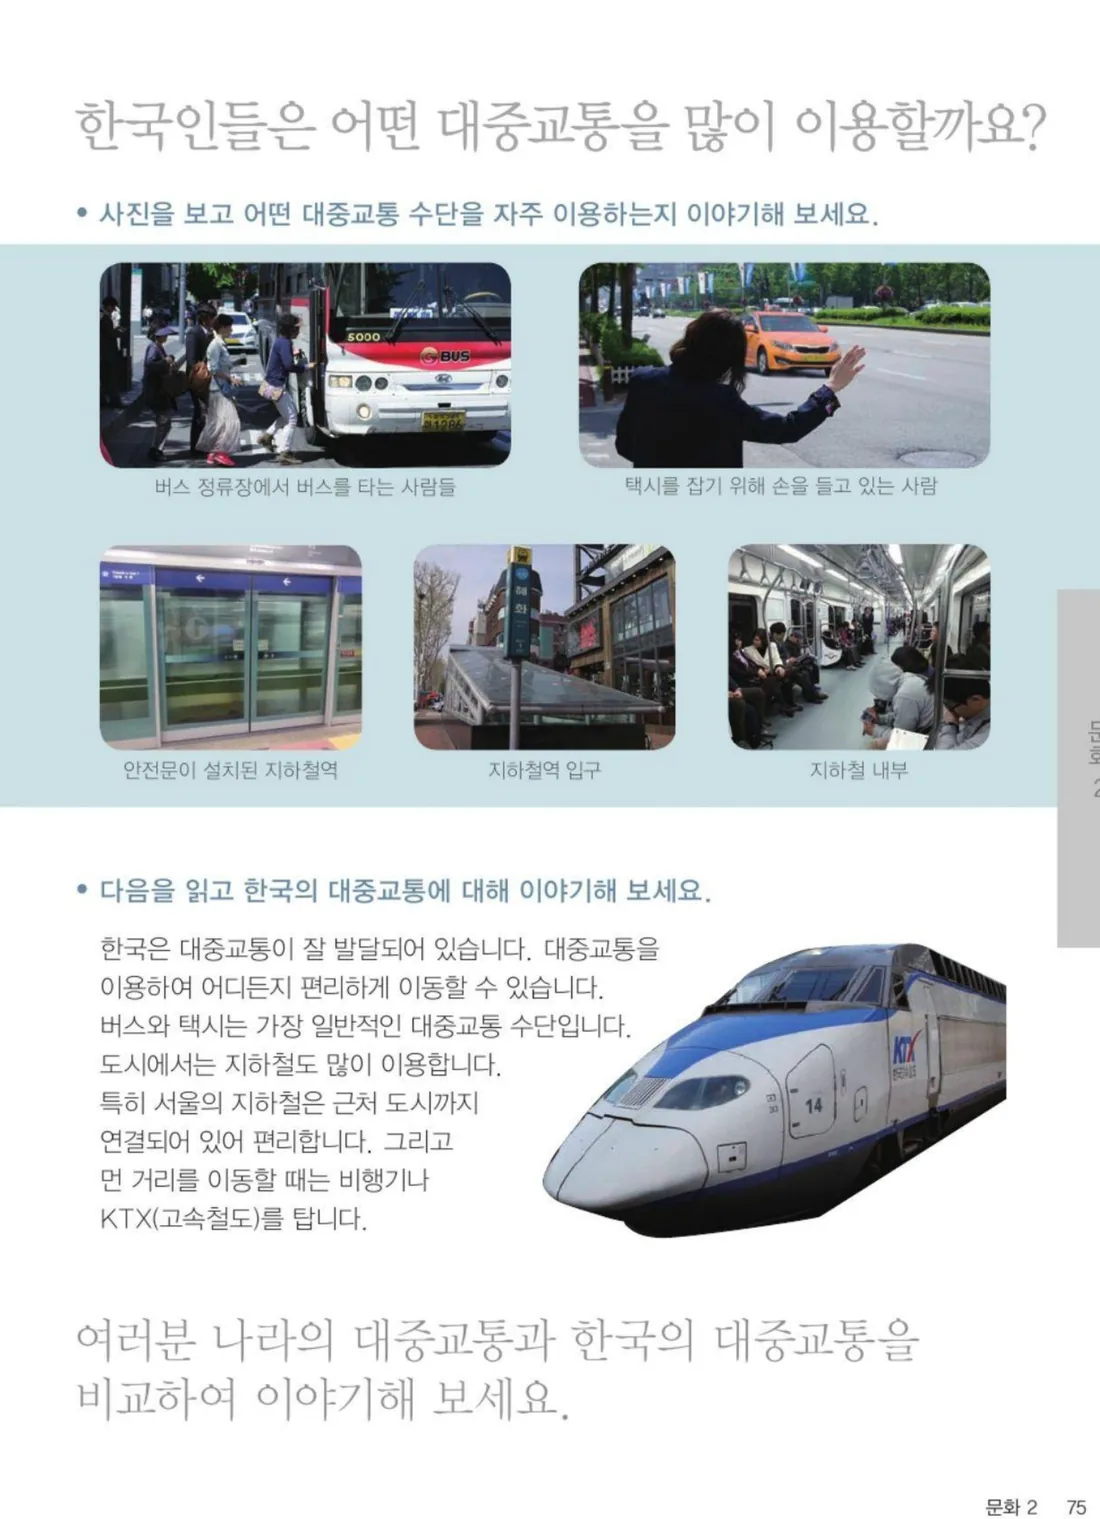 한국인들은 어떤 대중교통을 많이 이용할까요?
• 사진을 보고 어떤 대중교통 수단을 자주 이용하는지 이야기해 보세요.
5000
G BUS
1286
버스 정류장에서 버스를 타는 사람들
택시를 잡기 위해 손을 들고 있는 사람
혜화
안전문이 설치된 지하철역
지하철역 입구
지하철 내부
문화 2
• 다음을 읽고 한국의 대중교통에 대해 이야기해 보세요.
한국은 대중교통이 잘 발달되어 있습니다. 대중교통을
이용하여 어디든지 편리하게 이동할 수 있습니다.
버스와 택시는 가장 일반적인 대중교통 수단입니다.
도시에서는 지하철도 많이 이용합니다.
특히 서울의 지하철은 근처 도시까지
연결되어 있어 편리합니다. 그리고
먼 거리를 이동할 때는 비행기나
KTX(고속철도)를 탑니다.
KTX
14
여러분 나라의 대중교통과 한국의 대중교통을
비교하여 이야기해 보세요.
문화 2 75